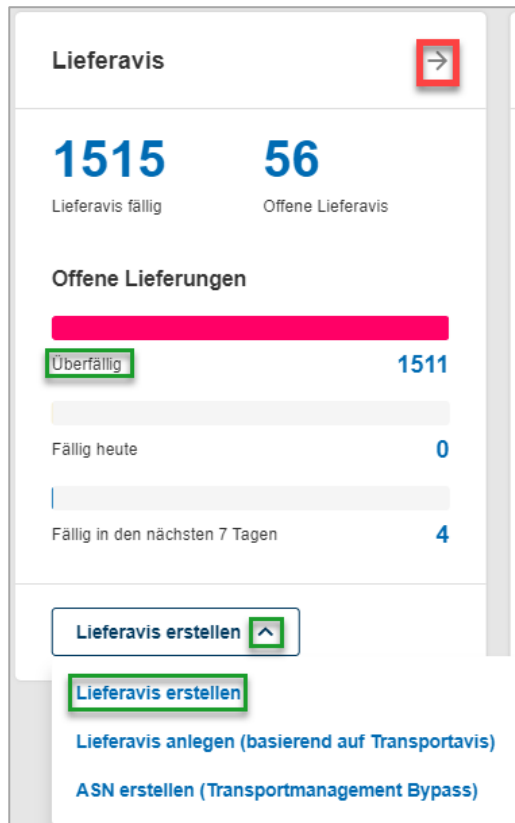 Lieferavis
1515 56
Lieferavis fällig Offene Lieferavis
Offene Lieferungen
Überfällig 1511
Fällig heute 0
Fällig in den nächsten 7 Tagen 4
Lieferavis erstellen
Lieferavis erstellen
Lieferavis anlegen (basierend auf Transportavis)
ASN erstellen (Transportmanagement Bypass)